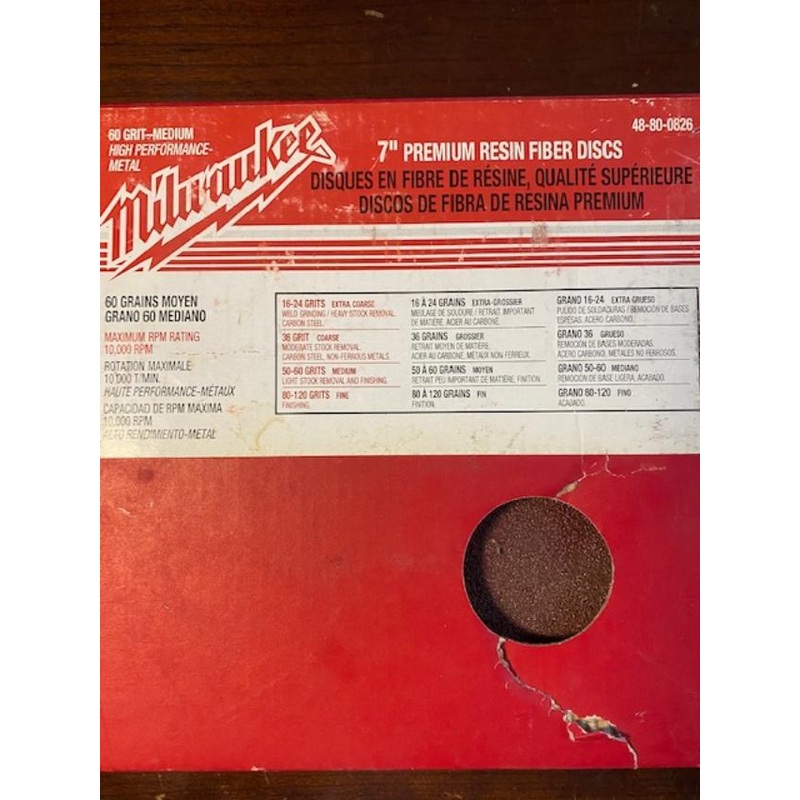 60 GRIT-MEDIUM
HIGH PERFORMANCE-
METAL
Milwaukee
48-80-0826
7" PREMIUM RESIN FIBER DISCS
DISQUES EN FIBRE DE RÉSINE, QUALITÉ SUPÉRIEURE
DISCOS DE FIBRA DE RESINA PREMIUM
60 GRAINS MOYEN
GRANO 60 MEDIANO
MAXIMUM RPM RATING
10,000 RPM
ROTATION MAXIMALE
10 000 T/MIN.
HAUTE PERFORMANCE-MÉTAUX
CAPACIDAD DE RPM MAXIMA
10,000 RPM
ALTO RENDIMIENTO-METAL
16-24 GRITS EXTRA COARSE
WELD GRINDING / HEAVY STOCK REMOVAL.
CARBON STEEL.
36 GRIT COARSE
MODERATE STOCK REMOVAL.
CARBON STEEL, NON-FERROUS METALS.
50-60 GRITS MEDIUM
LIGHT STOCK REMOVAL AND FINISHING.
80-120 GRITS FINE
FINISHING.
16 À 24 GRAINS EXTRA-GROSSIER
MEULAGE DE SOUDURE / RETRAIT IMPORTANT
DE MATIÈRE. ACIER AU CARBONE.
36 GRAINS GROSSIER
RETRAIT MOYEN DE MATIÈRE.
ACIER AU CARBONE, MÉTAUX NON FERREUX.
50 À 60 GRAINS MOYEN
RETRAIT PEU IMPORTANT DE MATIÈRE, FINITION.
80 À 120 GRAINS FIN
FINITION.
GRANO 16-24 EXTRA GRUESO
PULIDO DE SOLDADURAS / REMOCIÓN DE BASES
ESPESAS. ACERO CARBONO.
GRANO 36 GRUESO
REMOCIÓN DE BASES MODERADAS.
ACERO CARBONO, METALES NO FERROSOS.
GRANO 50-60 MEDIANO
REMOCIÓN DE BASE LIGERA, ACABADO.
GRANO 80-120 FINO
ACABADO.